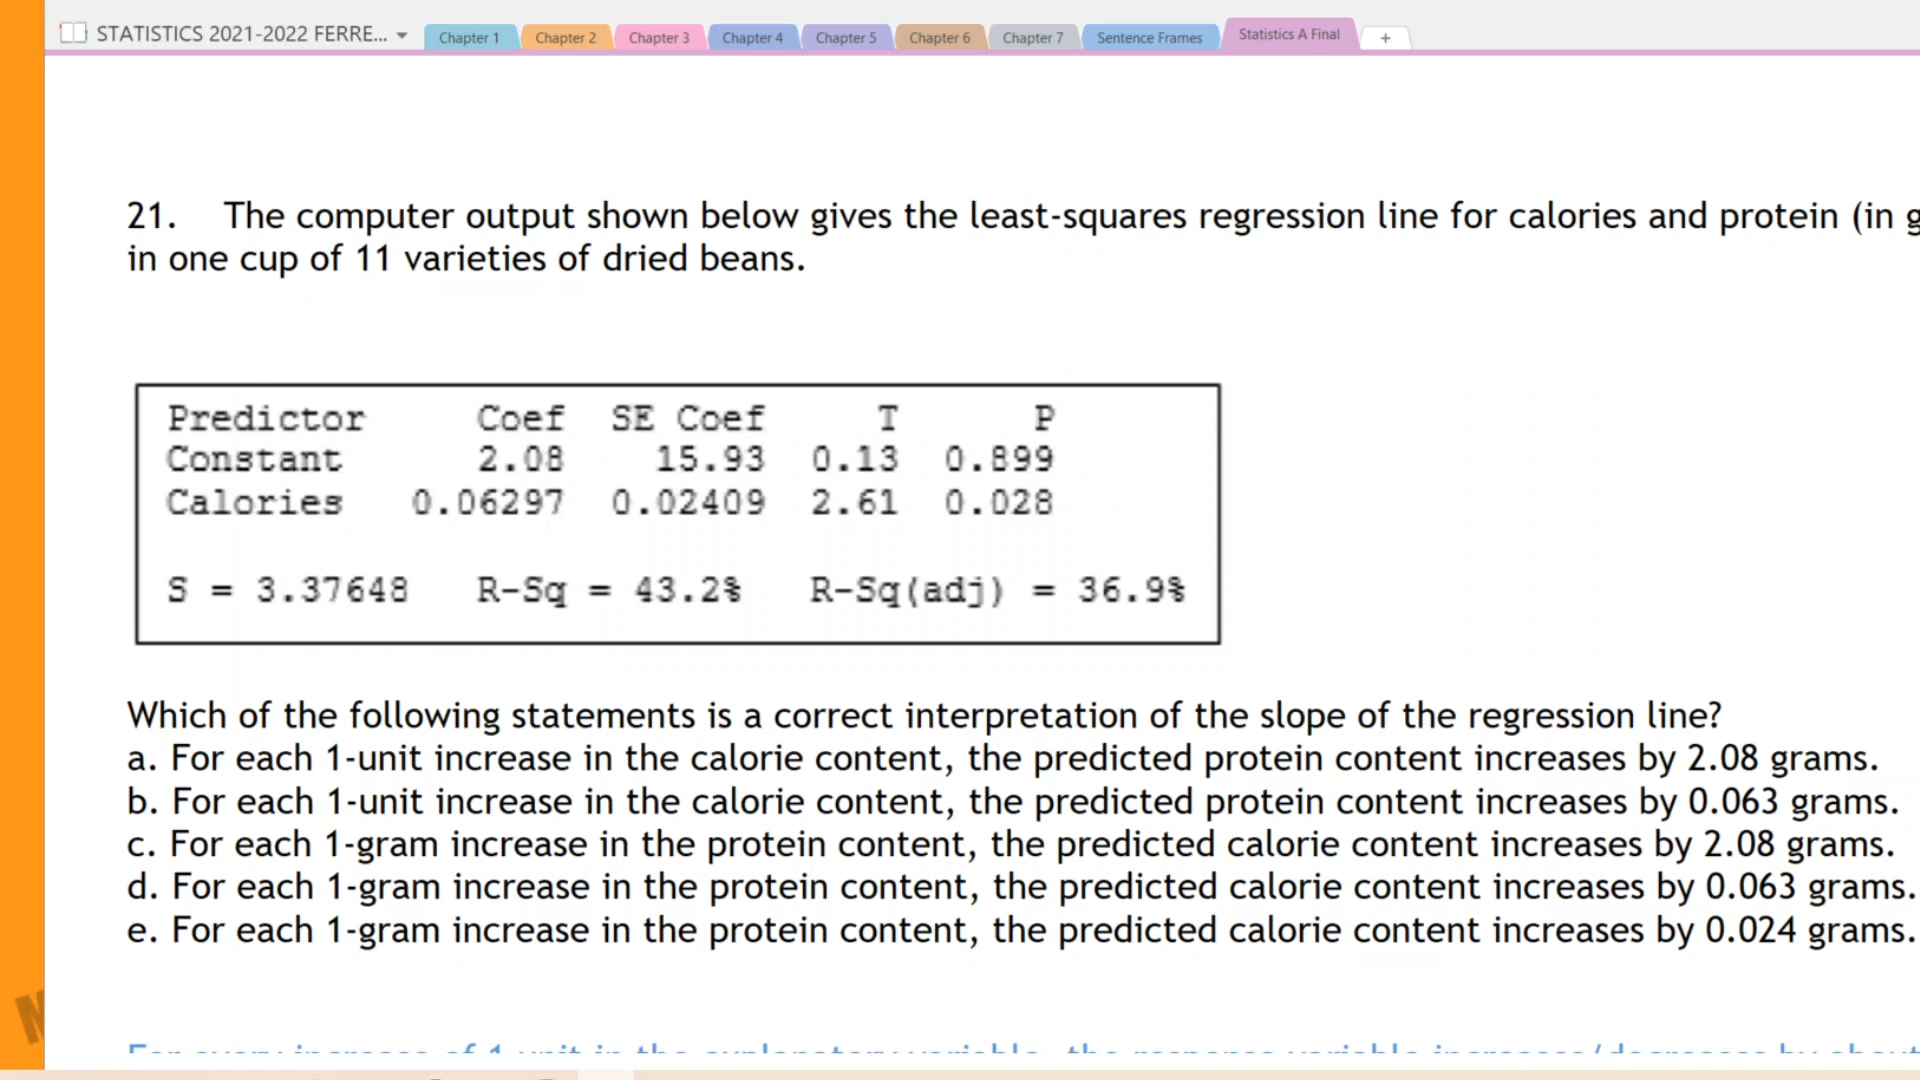 STATISTICS 2021-2022 FERRE... Chapter 1 Chapter 2 Chapter 3 Chapter 4 Chapter 5 Chapter 6 Chapter 7 Sentence Frames Statistics A Final +
21. The computer output shown below gives the least-squares regression line for calories and protein (in g
in one cup of 11 varieties of dried beans.
Predictor Coef SE Coef T P
Constant 2.08 15.93 0.13 0.899
Calories 0.06297 0.02409 2.61 0.028
S = 3.37648 R-Sq = 43.2% R-Sq(adj) = 36.9%
Which of the following statements is a correct interpretation of the slope of the regression line?
a. For each 1-unit increase in the calorie content, the predicted protein content increases by 2.08 grams.
b. For each 1-unit increase in the calorie content, the predicted protein content increases by 0.063 grams.
c. For each 1-gram increase in the protein content, the predicted calorie content increases by 2.08 grams.
d. For each 1-gram increase in the protein content, the predicted calorie content increases by 0.063 grams.
e. For each 1-gram increase in the protein content, the predicted calorie content increases by 0.024 grams.